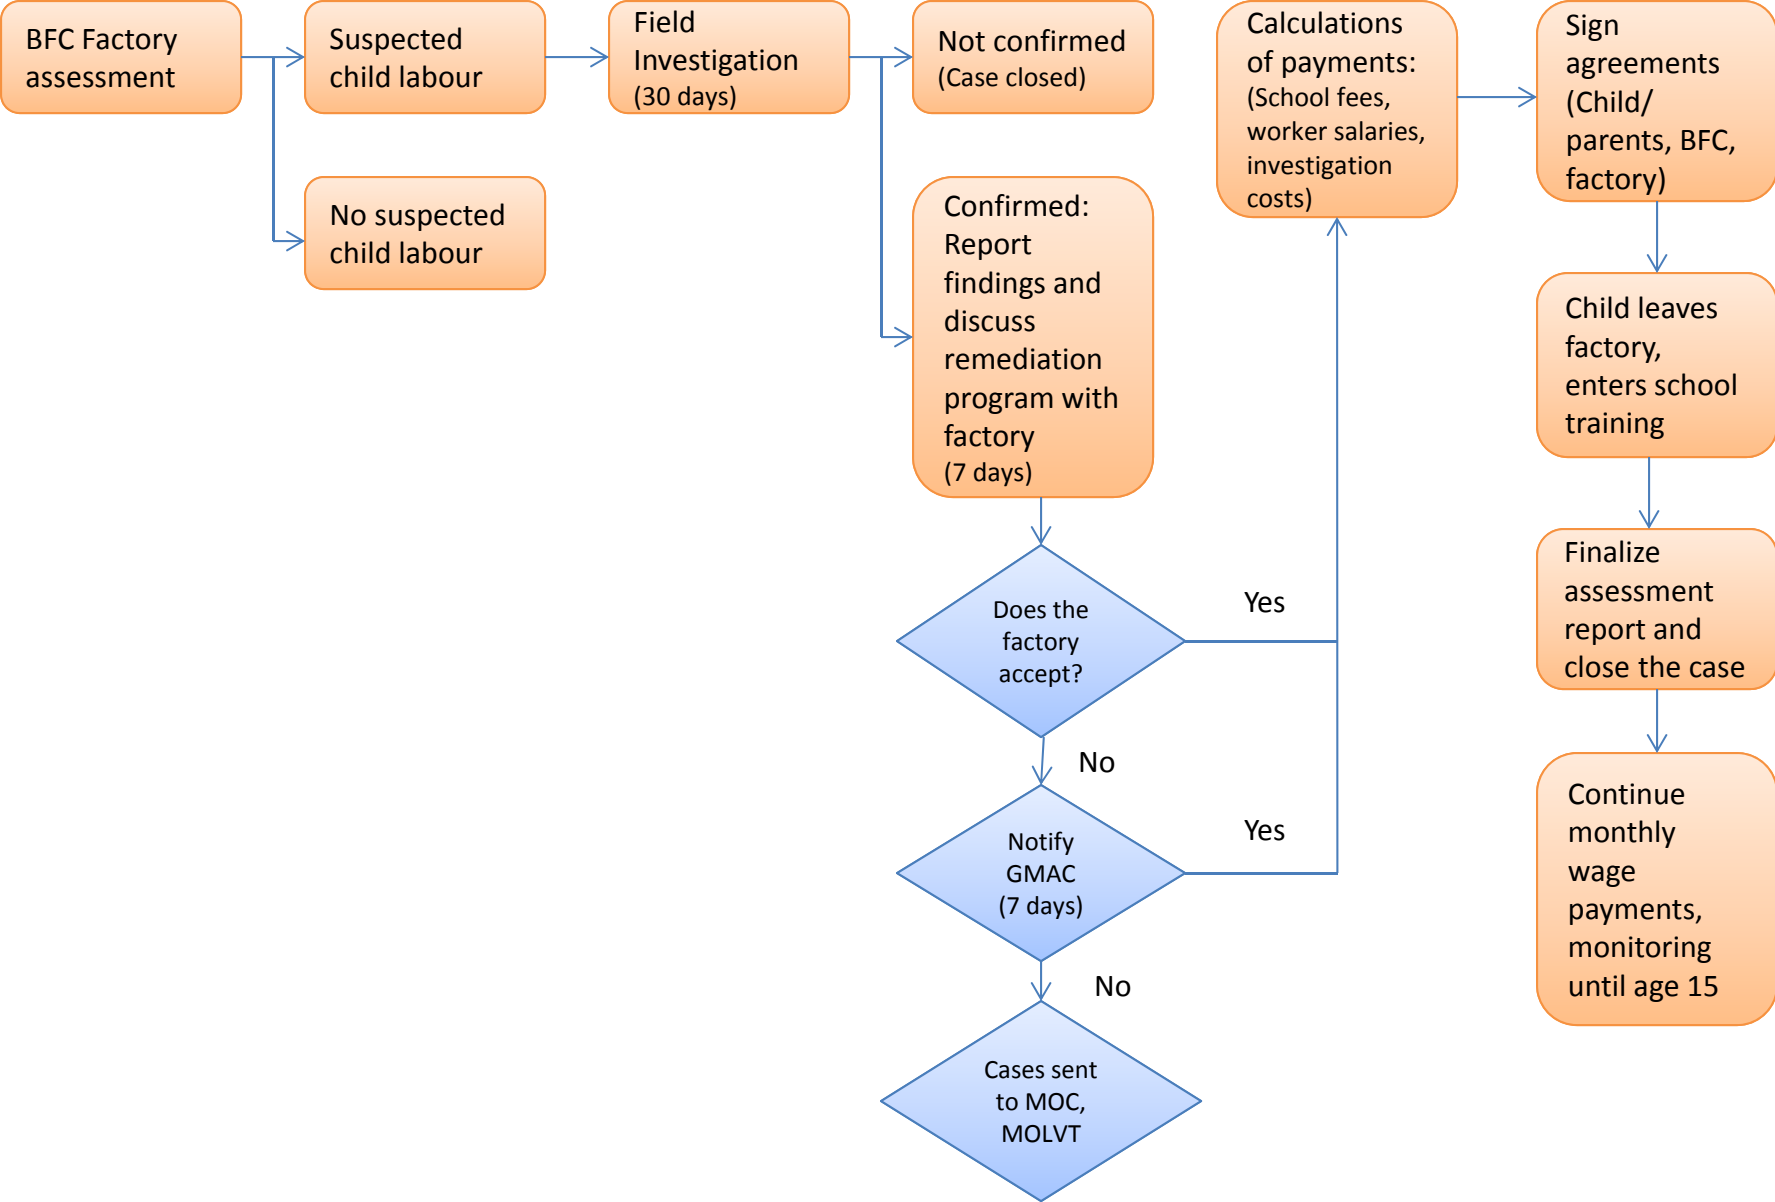 BFC Factory
assessment
Suspected
child labour
No suspected
child labour
Field
Investigation
(30 days)
Not confirmed
(Case closed)
Confirmed:
Report
findings and
discuss
remediation
program with
factory
(7 days)
Does the
factory
accept?
Yes
No
Notify
GMAC
(7 days)
Yes
No
Cases sent
to MOC,
MOLVT
Calculations
of payments:
(School fees,
worker salaries,
investigation
costs)
Sign
agreements
(Child/
parents, BFC,
factory)
Child leaves
factory,
enters school
training
Finalize
assessment
report and
close the case
Continue
monthly
wage
payments,
monitoring
until age 15